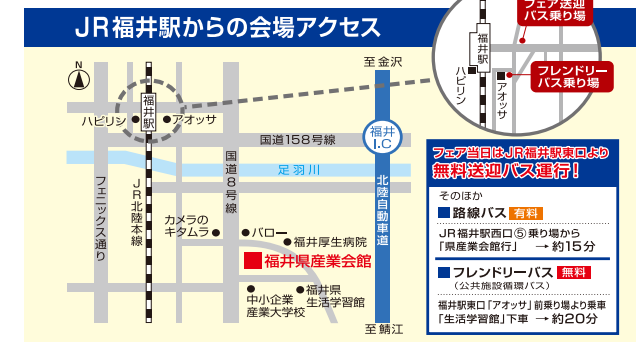 JR福井駅からの会場アクセス
フェア送迎
バス乗り場
福井駅
ハピリン
アオッサ
フレンドリー
バス乗り場
N
至金沢
福井駅
ハピリン
アオッサ
国道158号線
福井
I.C
足羽川
国道8号線
フェニックス通り
JR北陸本線
北陸自動車道
カメラの
キタムラ
バロー
福井厚生病院
福井県産業会館
中小企業
産業大学校
福井県
生活学習館
至鯖江
フェア当日はJR福井駅東口より
無料送迎バス運行!
そのほか
路線バス 有料
JR福井駅西口⑤乗り場から
「県産業会館行」 →約15分
フレンドリーバス 無料
(公共施設循環バス)
福井駅東口「アオッサ」前乗り場より乗車
「生活学習館」下車 →約20分